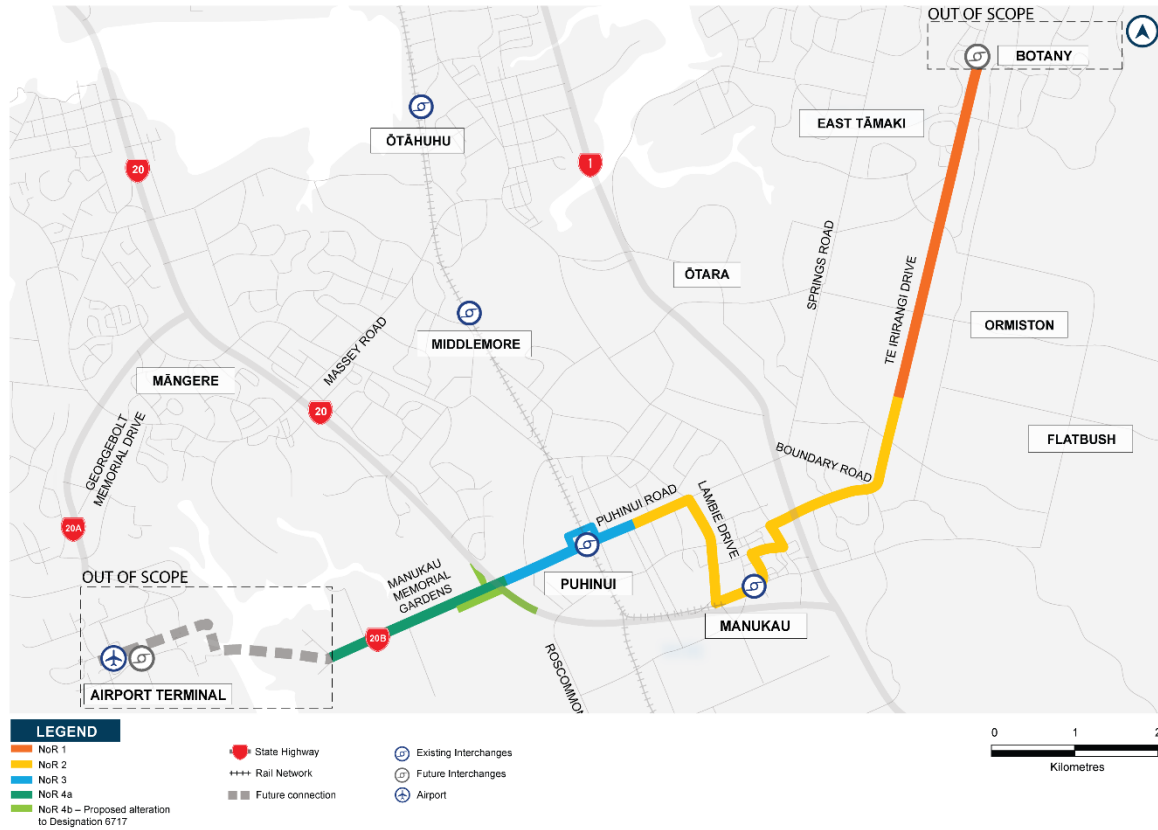 OUT OF SCOPE
BOTANY
EAST TĀMAKI
ŌTĀHUHU
20
1
SPRINGS ROAD
ŌTARA
TE IRIRANGI DRIVE
ORMISTON
MIDDLEMORE
MASSEY ROAD
MĀNGERE
20
FLATBUSH
GEORGEBOLT
MEMORIAL DRIVE
BOUNDARY ROAD
LAMBIE DRIVE
PUHINUI ROAD
20A
OUT OF SCOPE
MANUKAU
MEMORIAL
GARDENS
PUHINUI
MANUKAU
20B
ROSCOMMON
AIRPORT TERMINAL
LEGEND
NoR 1
NoR 2
NoR 3
NoR 4a
NoR 4b – Proposed alteration
to Designation 6717
State Highway
Rail Network
Future connection
Existing Interchanges
Future Interchanges
Airport
0 1 2
Kilometres